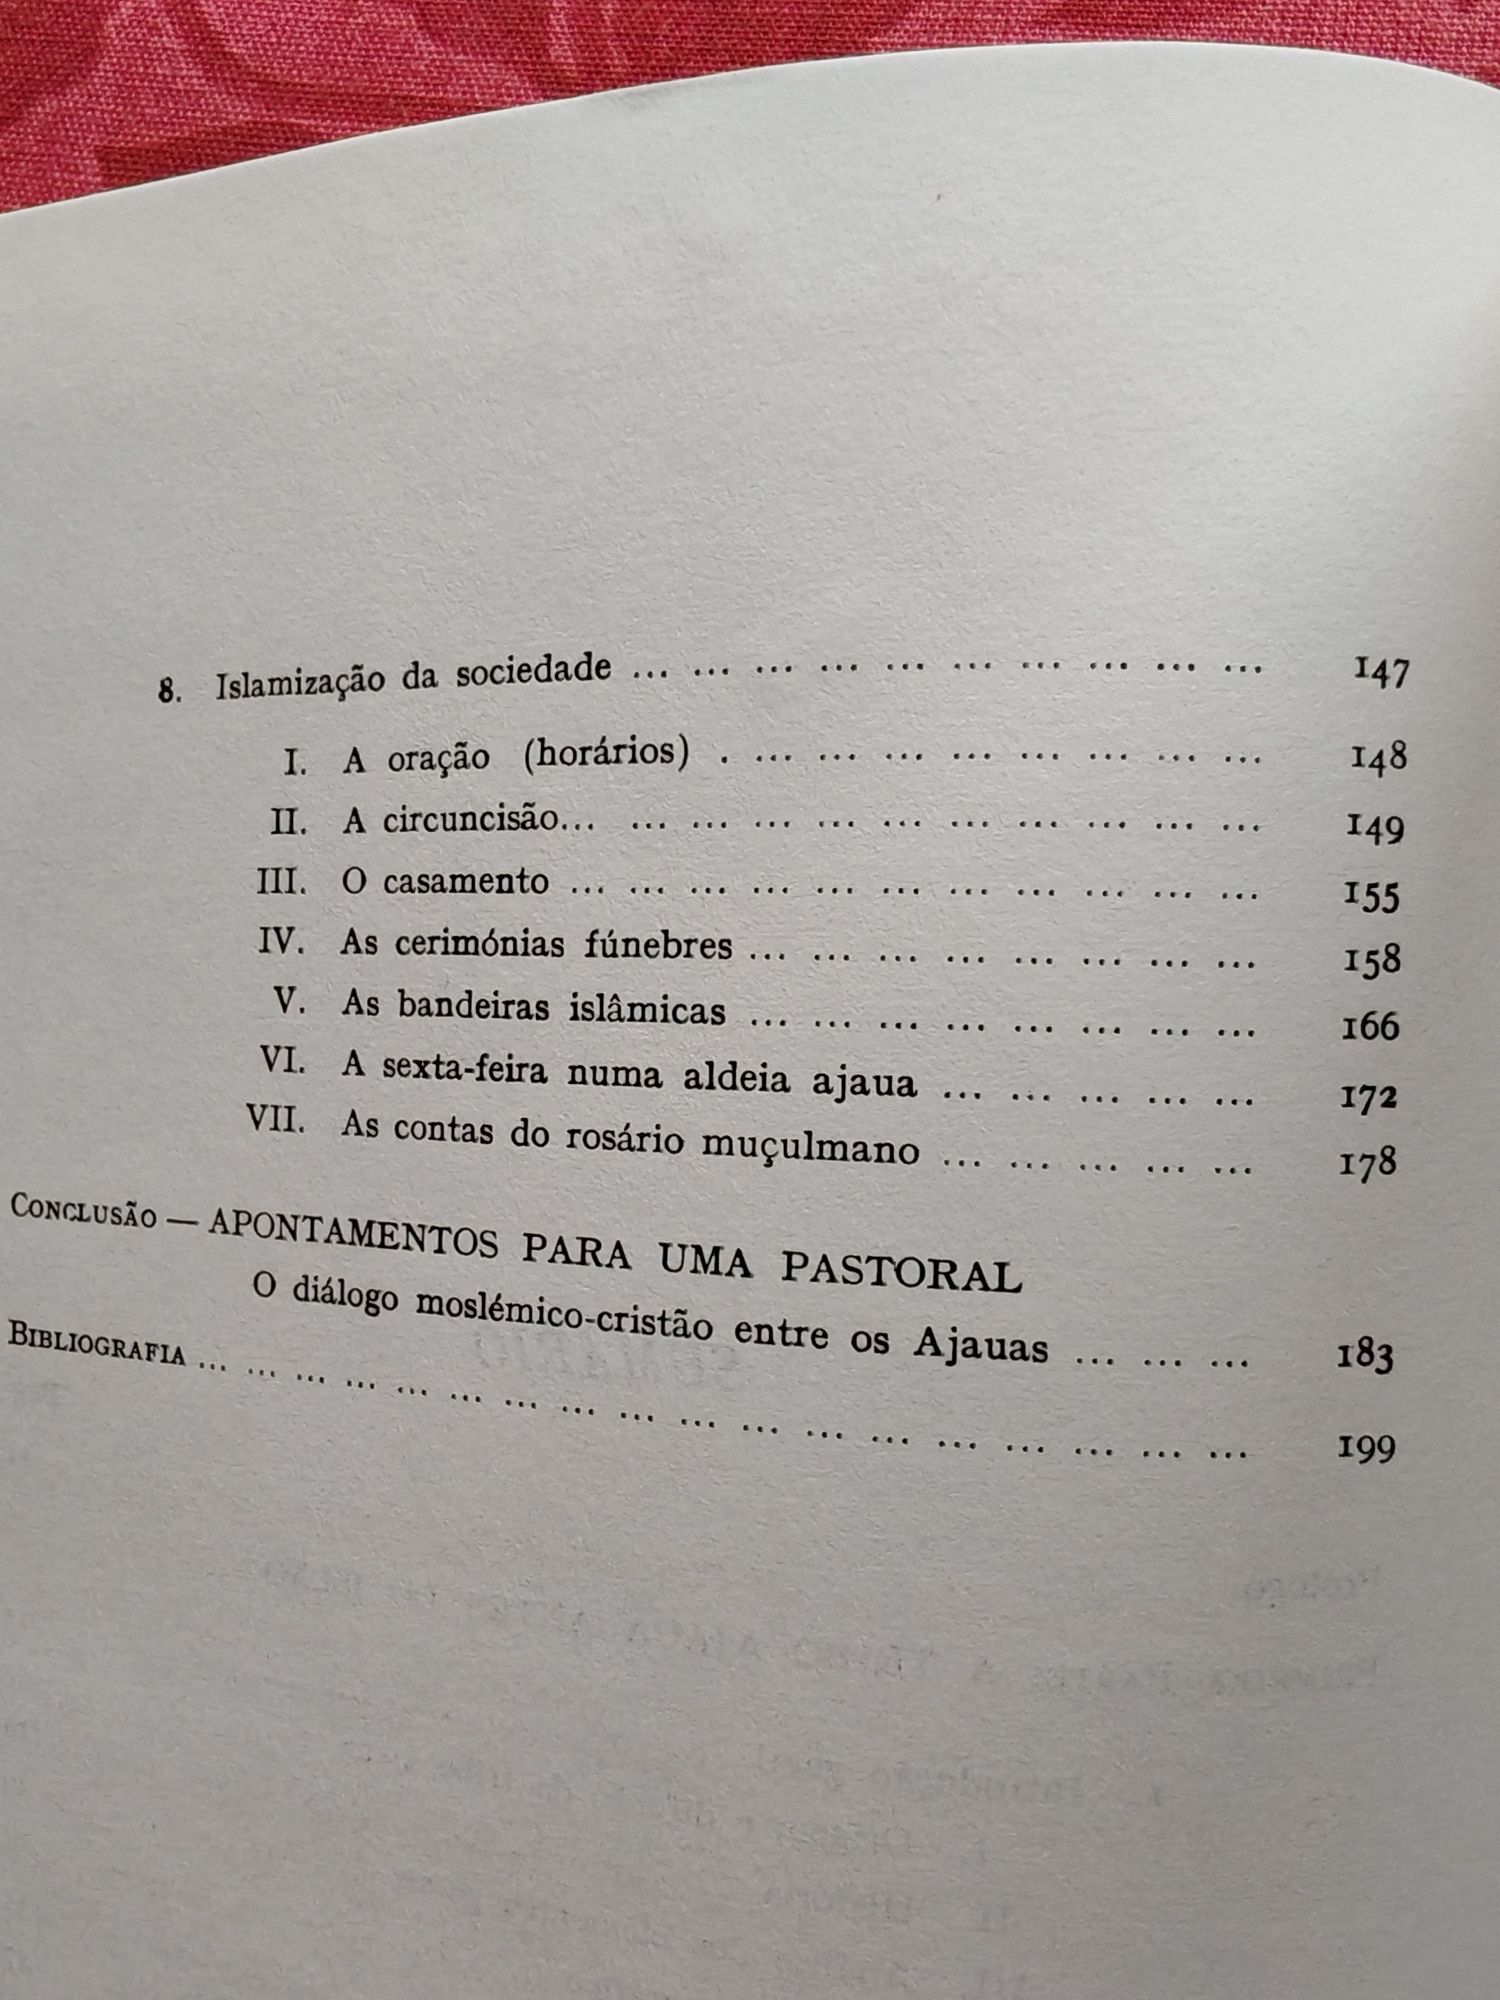 8. Islamização da sociedade ... ... ... ... ... ... ... ... ... ... 147
I. A oração (horários) . ... ... ... ... ... ... ... ... 148
II. A circuncisão... ... ... ... ... ... ... ... ... ... ... 149
III. O casamento ... ... ... ... ... ... ... ... ... ... ... 155
IV. As cerimónias fúnebres ... ... ... ... ... ... ... ... 158
V. As bandeiras islâmicas ... ... ... ... ... ... ... ... 166
VI. A sexta-feira numa aldeia ajaua ... ... ... ... ... 172
VII. As contas do rosário muçulmano ... ... ... ... ... 178
CONCLUSÃO — APONTAMENTOS PARA UMA PASTORAL
O diálogo moslémico-cristão entre os Ajauas ... ... ... 183
BIBLIOGRAFIA ... ... ... ... ... ... ... ... ... ... ... ... ... ... ... ... ... ... 199